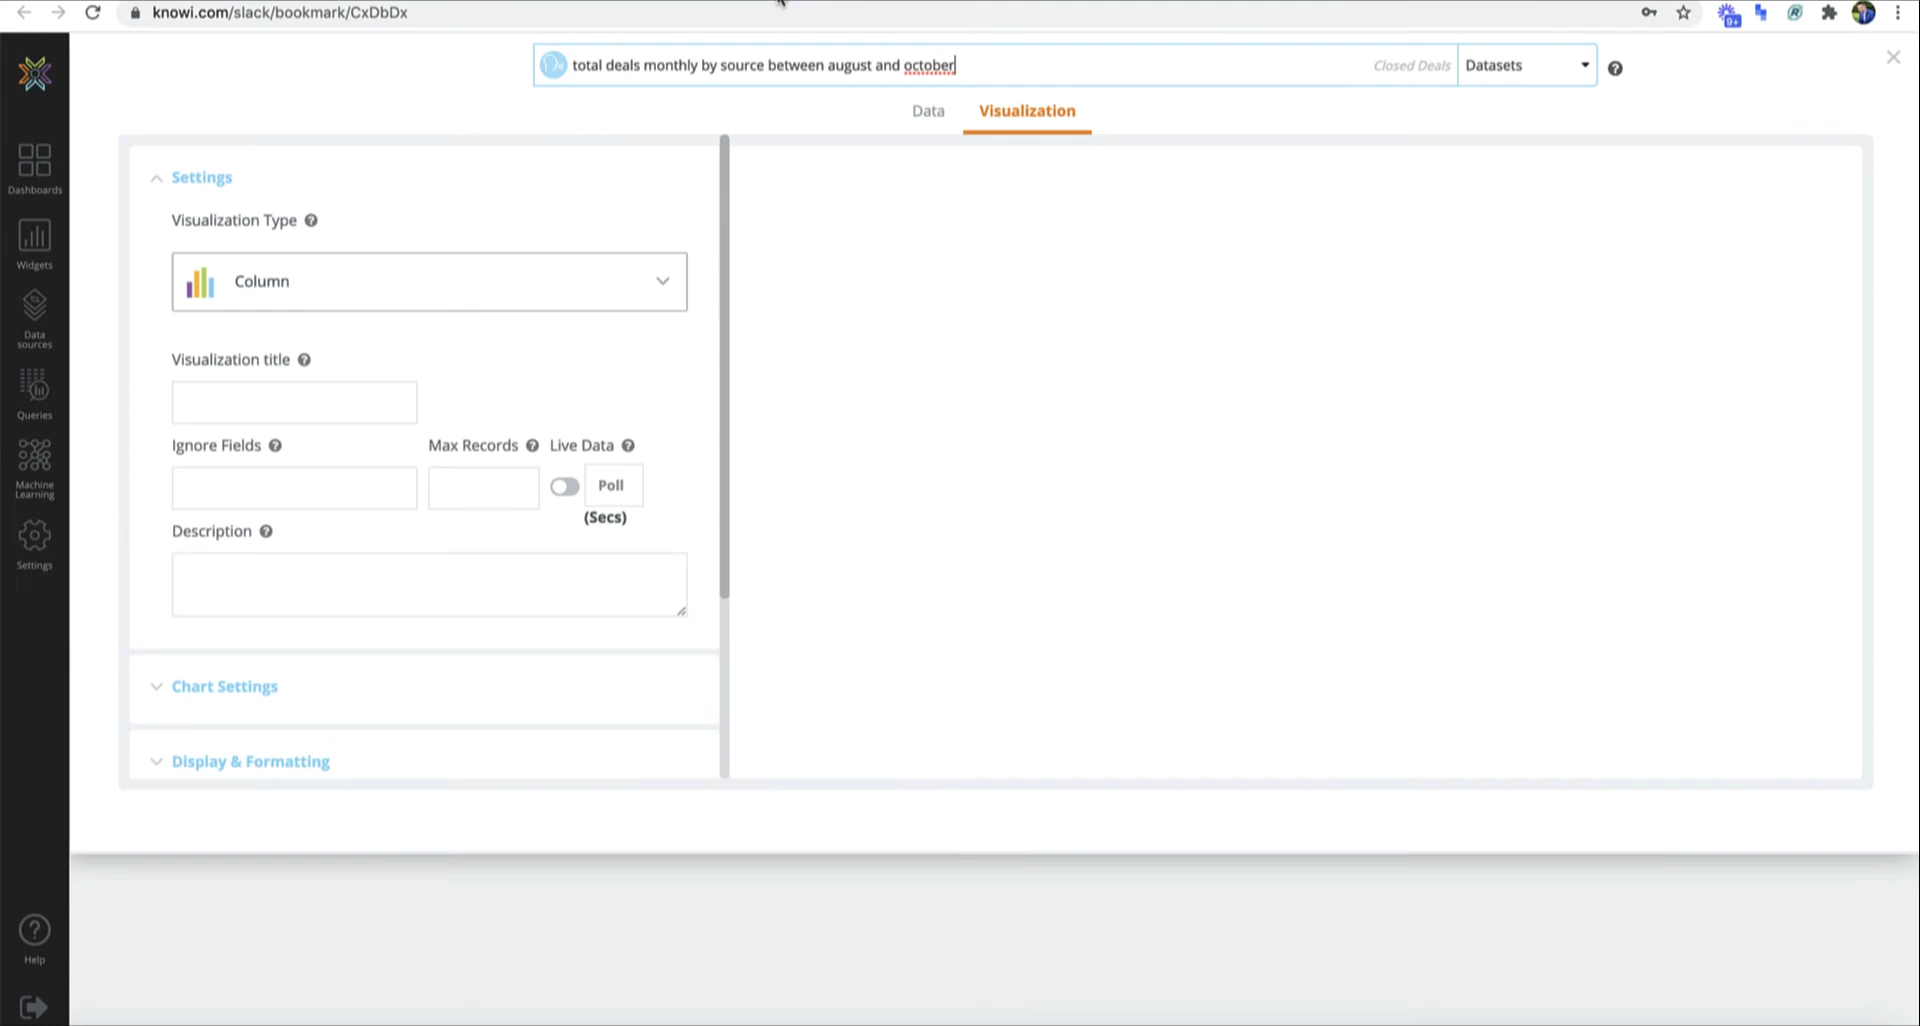 knowi.com/slack/bookmark/CxDbDx
9+
total deals monthly by source between august and october
Closed Deals
Datasets
Data
Visualization
Dashboards
Widgets
Data
sources
Queries
Machine
Learning
Settings
Help
Settings
Visualization Type
Column
Visualization title
Ignore Fields
Max Records
Live Data
Poll
(Secs)
Description
Chart Settings
Display & Formatting